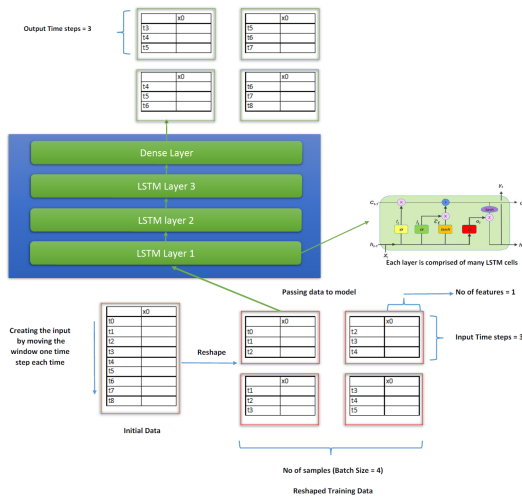 Output Time steps = 3
x0
t3
t4
t5
x0
t5
t6
t7
x0
t4
t5
t6
x0
t7
t8
Dense Layer
LSTM Layer 3
LSTM layer 2
LSTM Layer 1
Each layer is comprised of many LSTM cells
Passing data to model
No of features = 1
Creating the input
by moving the
window one time
step each time
x0
t0
t1
t2
t3
t4
t5
t6
t7
t8
Initial Data
Reshape
x0
t0
t1
t2
x0
t2
t3
t4
Input Time steps = 3
x0
t1
t2
t3
x0
t3
t4
t5
No of samples (Batch Size = 4)
Reshaped Training Data